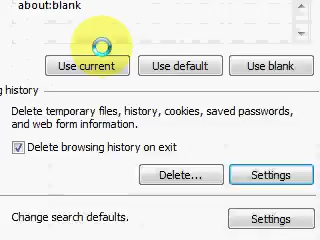 about:blank
Use current Use default Use blank
g history
Delete temporary files, history, cookies, saved passwords,
and web form information.
Delete browsing history on exit
Delete... Settings
Change search defaults. Settings